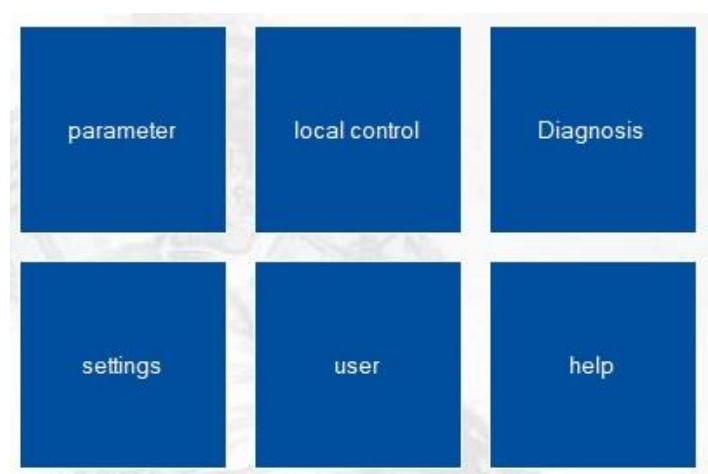 parameter
local control
Diagnosis
settings
user
help